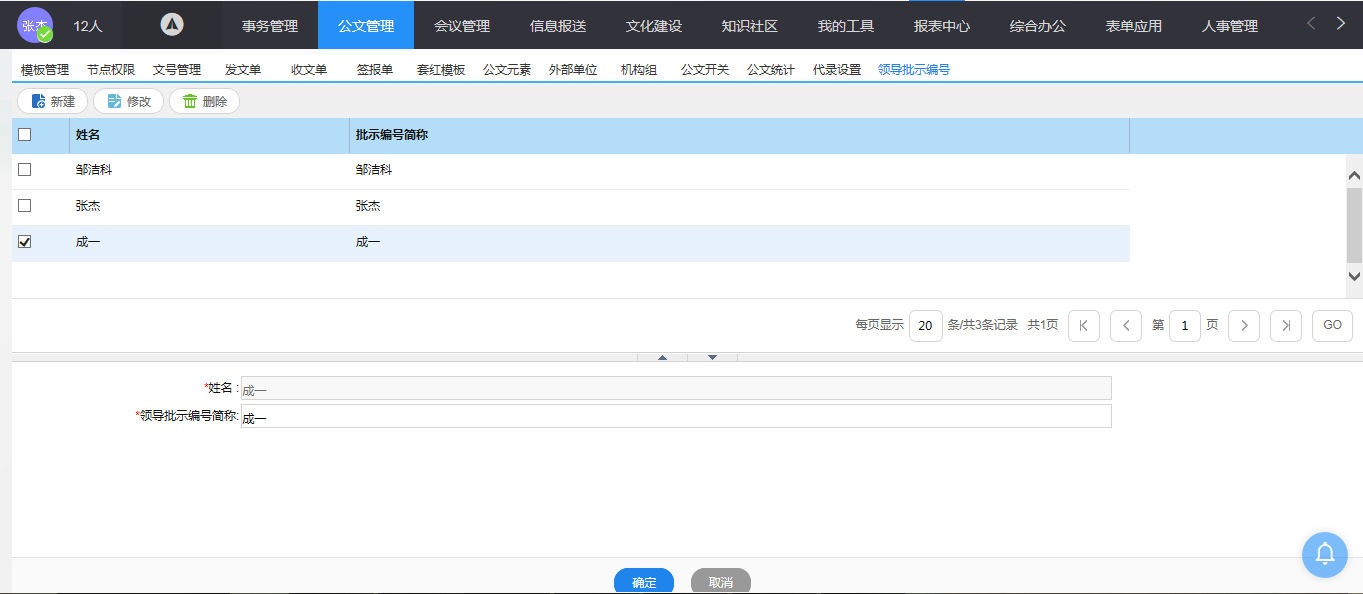 张杰 12人 事务管理 公文管理 会议管理 信息报送 文化建设 知识社区 我的工具 报表中心 综合办公 表单应用 人事管理
模板管理 节点权限 文号管理 发文单 收文单 签报单 套红模板 公文元素 外部单位 机构组 公文开关 公文统计 代录设置 领导批示编号
新建 修改 删除
姓名 批示编号简称
邹洁科 邹洁科
张杰 张杰
成一 成一
每页显示 20 条/共3条记录 共1页 第 1 页 GO
*姓名: 成一
*领导批示编号简称: 成一
确定 取消